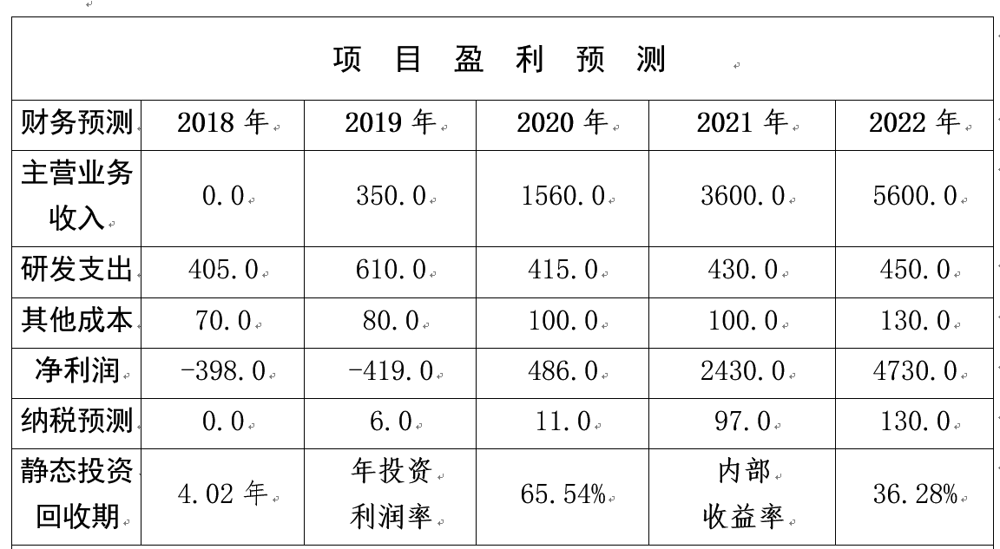 项 目 盈 利 预 测
财务预测 2018 年 2019 年 2020 年 2021 年 2022 年
主营业务
收入 0.0 350.0 1560.0 3600.0 5600.0
研发支出 405.0 610.0 415.0 430.0 450.0
其他成本 70.0 80.0 100.0 100.0 130.0
净利润 -398.0 -419.0 486.0 2430.0 4730.0
纳税预测 0.0 6.0 11.0 97.0 130.0
静态投资
回收期 4.02 年 年投资
利润率 65.54% 内部
收益率 36.28%